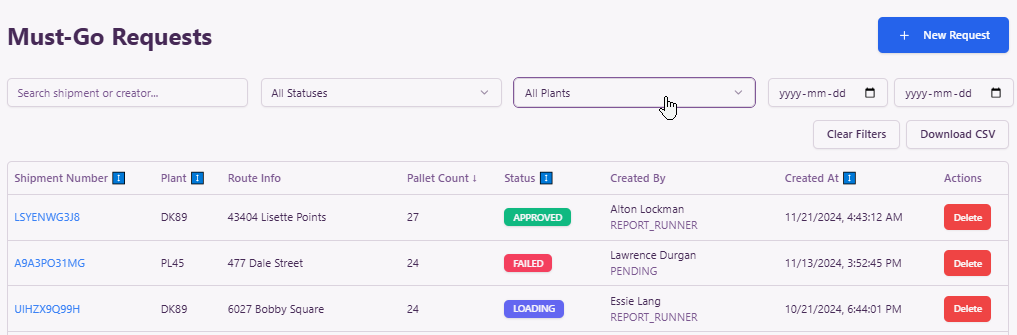 Must-Go Requests
+ New Request
Search shipment or creator...
All Statuses
All Plants
yyyy-mm-dd
yyyy-mm-dd
Clear Filters
Download CSV
Shipment Number Plant Route Info Pallet Count ↓ Status Created By Created At Actions
LSYENWG3J8 DK89 43404 Lisette Points 27 APPROVED Alton Lockman 11/21/2024, 4:43:12 AM Delete
REPORT_RUNNER
A9A3PO31MG PL45 477 Dale Street 24 FAILED Lawrence Durgan 11/13/2024, 3:52:45 PM Delete
PENDING
UIHZX9Q99H DK89 6027 Bobby Square 24 LOADING Essie Lang 10/21/2024, 6:44:01 PM Delete
REPORT_RUNNER